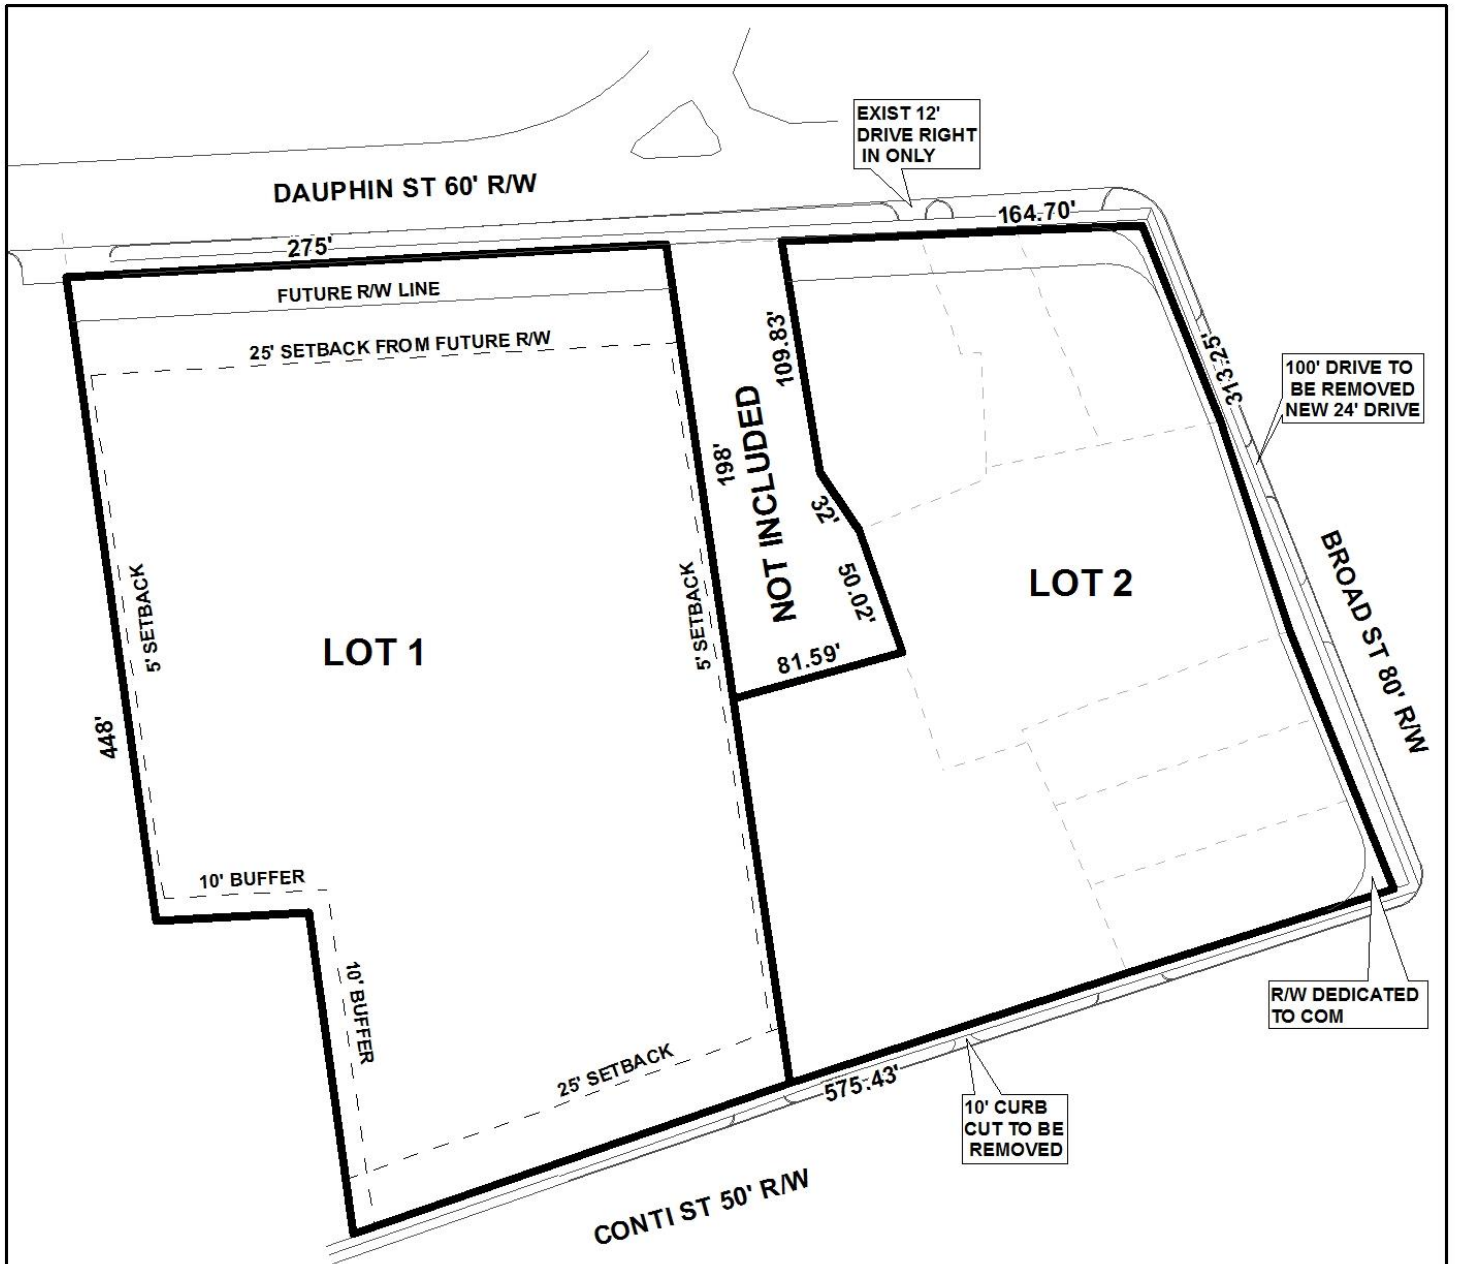 EXIST 12'
DRIVE RIGHT
IN ONLY
DAUPHIN ST 60' R/W
164.70'
275'
FUTURE R/W LINE
25' SETBACK FROM FUTURE R/W
109.83'
313.25'
100' DRIVE TO
BE REMOVED
NEW 24' DRIVE
198'
NOT INCLUDED
32'
50.02'
LOT 2
BROAD ST 80' R/W
5' SETBACK
LOT 1
5' SETBACK
81.59'
448'
10' BUFFER
10' BUFFER
25' SETBACK
R/W DEDICATED
TO COM
575.43'
10' CURB
CUT TO BE
REMOVED
CONTI ST 50' R/W